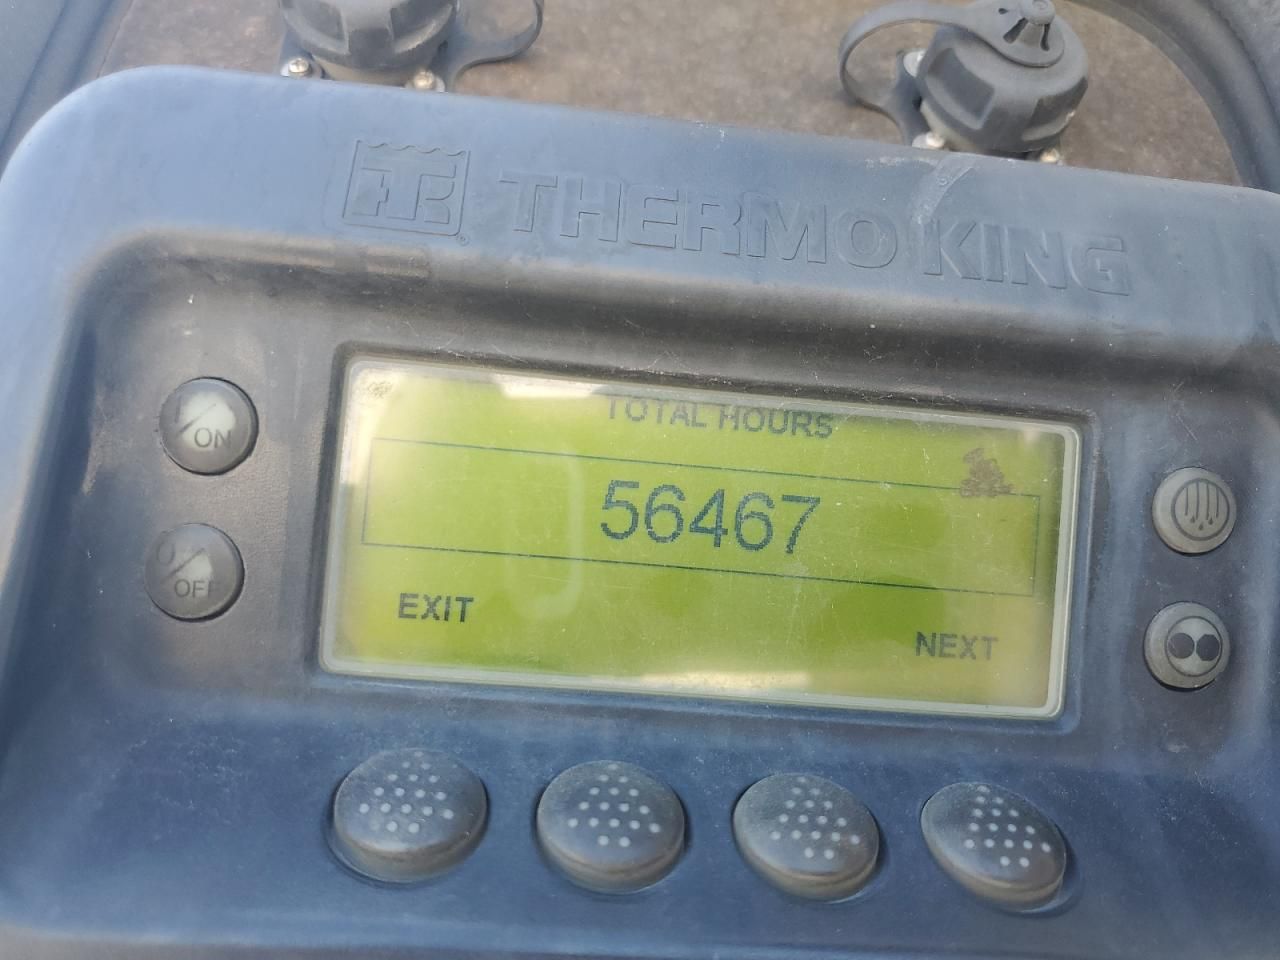 THERMO KING
I/ON
O/OFF
TOTAL HOURS
56467
EXIT
NEXT